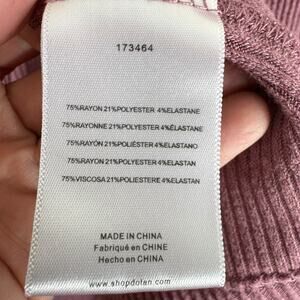 173464
75%RAYON 21%POLYESTER 4%ELASTANE
75%RAYONNE 21%POLYESTER 4%ELASTHANNE
75%RAYÓN 21%POLIÉSTER 4%ELASTANO
75%RAYON 21%POLYESTER 4%ELASTAN
75%VISCOSA 21%POLIESTERE 4%ELASTAN
MADE IN CHINA
Fabriqué en CHINE
Hecho en CHINA
www.shopdolan.com